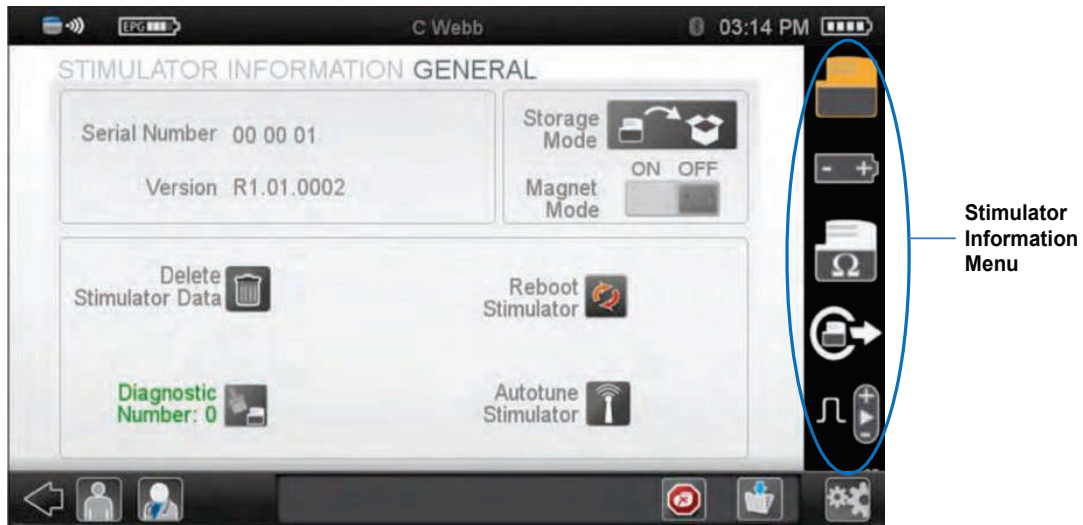 EPG
C Webb
03:14 PM
STIMULATOR INFORMATION GENERAL
Serial Number 00 00 01
Version R1.01.0002
Storage
Mode
ON OFF
Magnet
Mode
Delete
Stimulator Data
Reboot
Stimulator
Diagnostic
Number: 0
Autotune
Stimulator
- +
Ω
+
-
Stimulator
Information
Menu